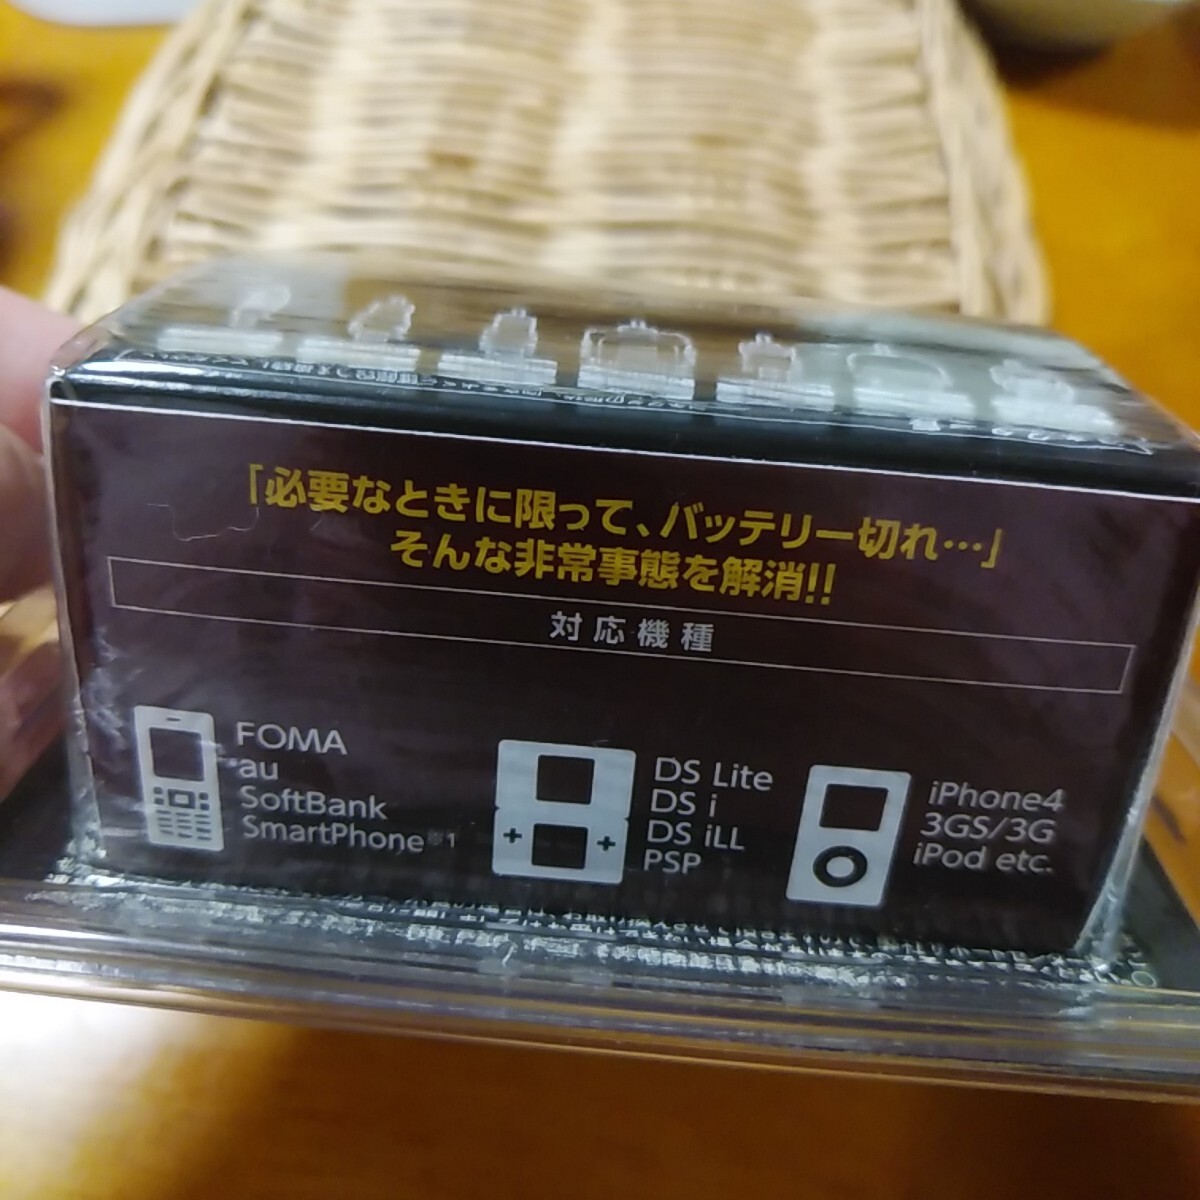 「必要なときに限って、バッテリー切れ…」
そんな非常事態を解消!!
対応機種
FOMA
au
SoftBank
SmartPhone※1
DS Lite
DS i
DS iLL
PSP
iPhone4
3GS/3G
iPod etc.